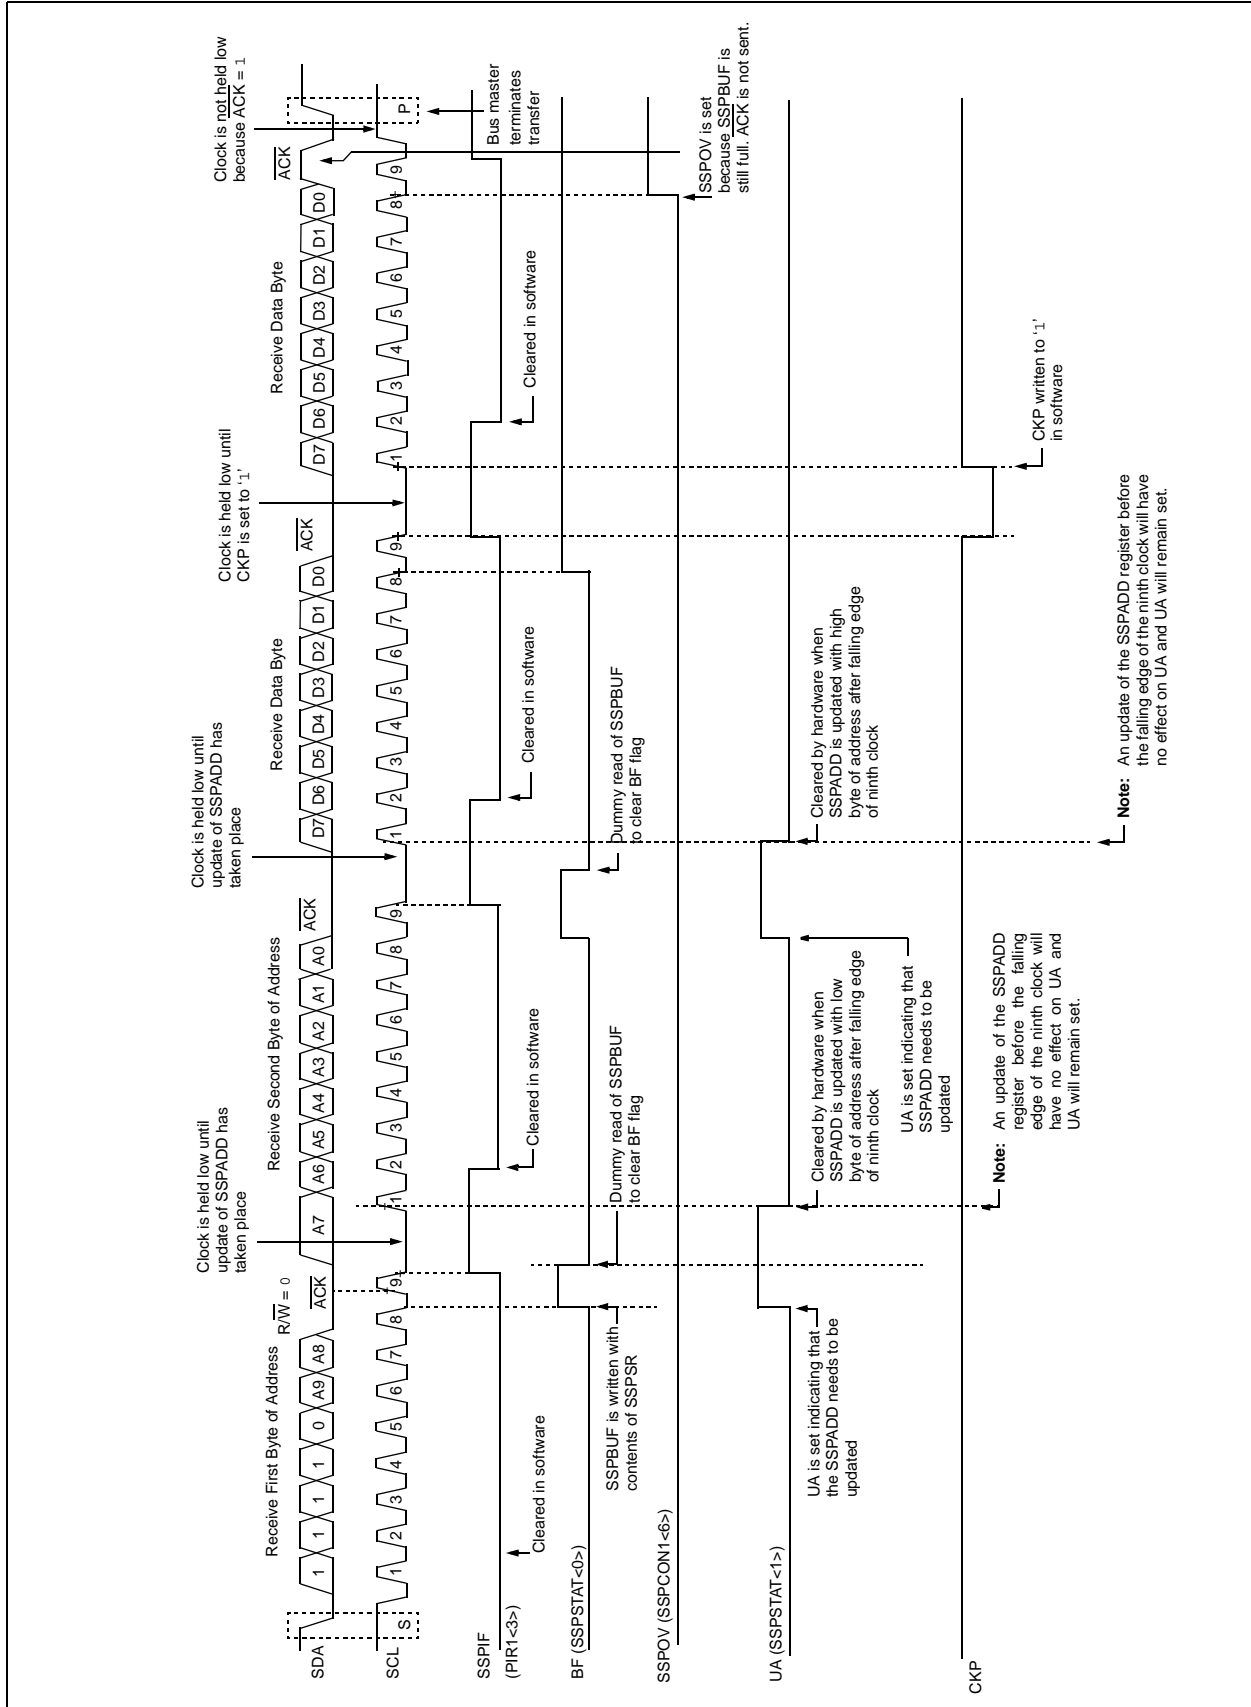 Receive First Byte of Address
R/W = 0
ACK
Clock is held low until
update of SSPADD has
taken place
Receive Second Byte of Address
ACK
Clock is held low until
update of SSPADD has
taken place
Receive Data Byte
ACK
Clock is held low until
CKP is set to ‘1’
Receive Data Byte
ACK
Clock is not held low
because ACK = 1
SDA
1 1 1 1 0 A9 A8
A7 A6 A5 A4 A3 A2 A1 A0
D7 D6 D5 D4 D3 D2 D1 D0
D7 D6 D5 D4 D3 D2 D1 D0
SCL
S
1 2 3 4 5 6 7 8 9
1 2 3 4 5 6 7 8 9
1 2 3 4 5 6 7 8 9
1 2 3 4 5 6 7 8 9
P
Bus master
terminates
transfer
SSPIF
(PIR1<3>)
Cleared in software
Cleared in software
Cleared in software
Cleared in software
BF (SSPSTAT<0>)
SSPBUF is written with
contents of SSPSR
Dummy read of SSPBUF
to clear BF flag
Dummy read of SSPBUF
to clear BF flag
SSPOV (SSPCON1<6>)
SSPOV is set
because SSPBUF is
still full. ACK is not sent.
UA (SSPSTAT<1>)
UA is set indicating that
the SSPADD needs to be
updated
Cleared by hardware when
SSPADD is updated with low
byte of address after falling edge
of ninth clock
UA is set indicating that
SSPADD needs to be
updated
Cleared by hardware when
SSPADD is updated with high
byte of address after falling edge
of ninth clock
CKP
CKP written to ‘1’
in software
Note: An update of the SSPADD
register before the falling
edge of the ninth clock will
have no effect on UA and
UA will remain set.
Note: An update of the SSPADD register before
the falling edge of the ninth clock will have
no effect on UA and UA will remain set.